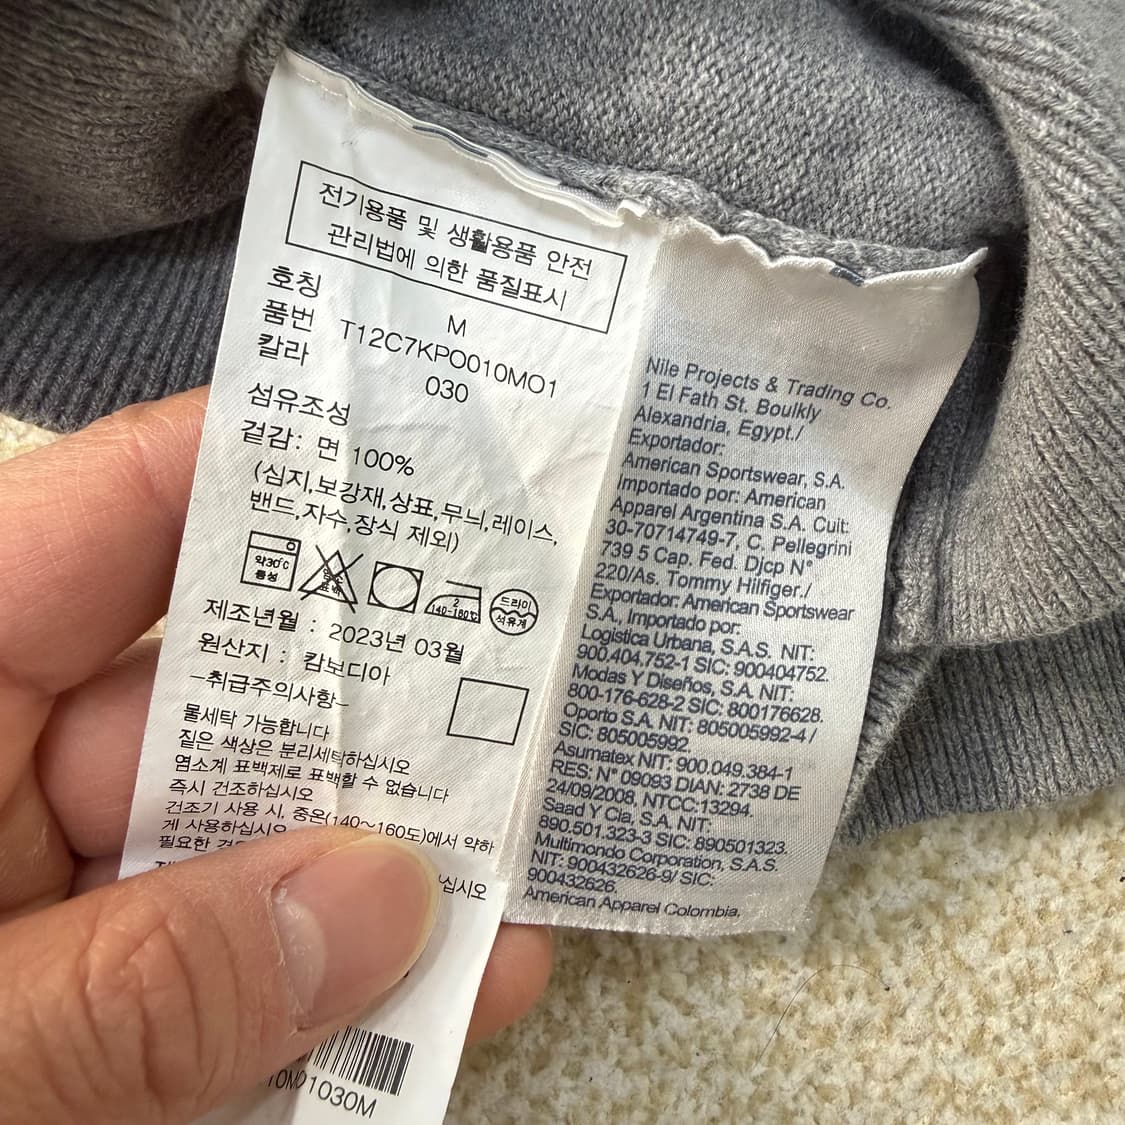 전기용품 및 생활용품 안전
관리법에 의한 품질표시
호칭 M
품번 T12C7KPO010MO1
칼라 030
섬유조성
겉감: 면 100%
(심지,보강재,상표,무늬,레이스,
밴드,자수,장식 제외)
약30℃
중성
염소
표백
2
140-160℃
드라이
석유계
제조년월 : 2023년 03월
원산지 : 캄보디아
-취급주의사항-
물세탁 가능합니다
짙은 색상은 분리세탁하십시오
염소계 표백제로 표백할 수 없습니다
즉시 건조하십시오
건조기 사용 시, 중온(140~160도)에서 약하
게 사용하십시오
필요한
십시오
10MO1030M
Nile Projects & Trading Co.
1 El Fath St. Boulkly
Alexandria, Egypt./
Exportador:
American Sportswear, S.A.
Importado por: American
Apparel Argentina S.A. Cuit:
30-70714749-7, C. Pellegrini
739 5 Cap. Fed. Djcp N°
220/As. Tommy Hilfiger./
Exportador: American Sportswear
S.A., Importado por:
Logistica Urbana, S.A.S. NIT:
900.404.752-1 SIC: 900404752.
Modas Y Diseños, S.A. NIT:
800-176-628-2 SIC: 800176628.
Oporto S.A. NIT: 805005992-4 /
SIC: 805005992.
Asumatex NIT: 900.049.384-1
RES: N° 09093 DIAN: 2738 DE
24/09/2008, NTCC:13294.
Saad Y Cia, S.A. NIT:
890.501.323-3 SIC: 890501323.
Multimondo Corporation, S.A.S.
NIT: 900432626-9/ SIC:
900432626.
American Apparel Colombia.